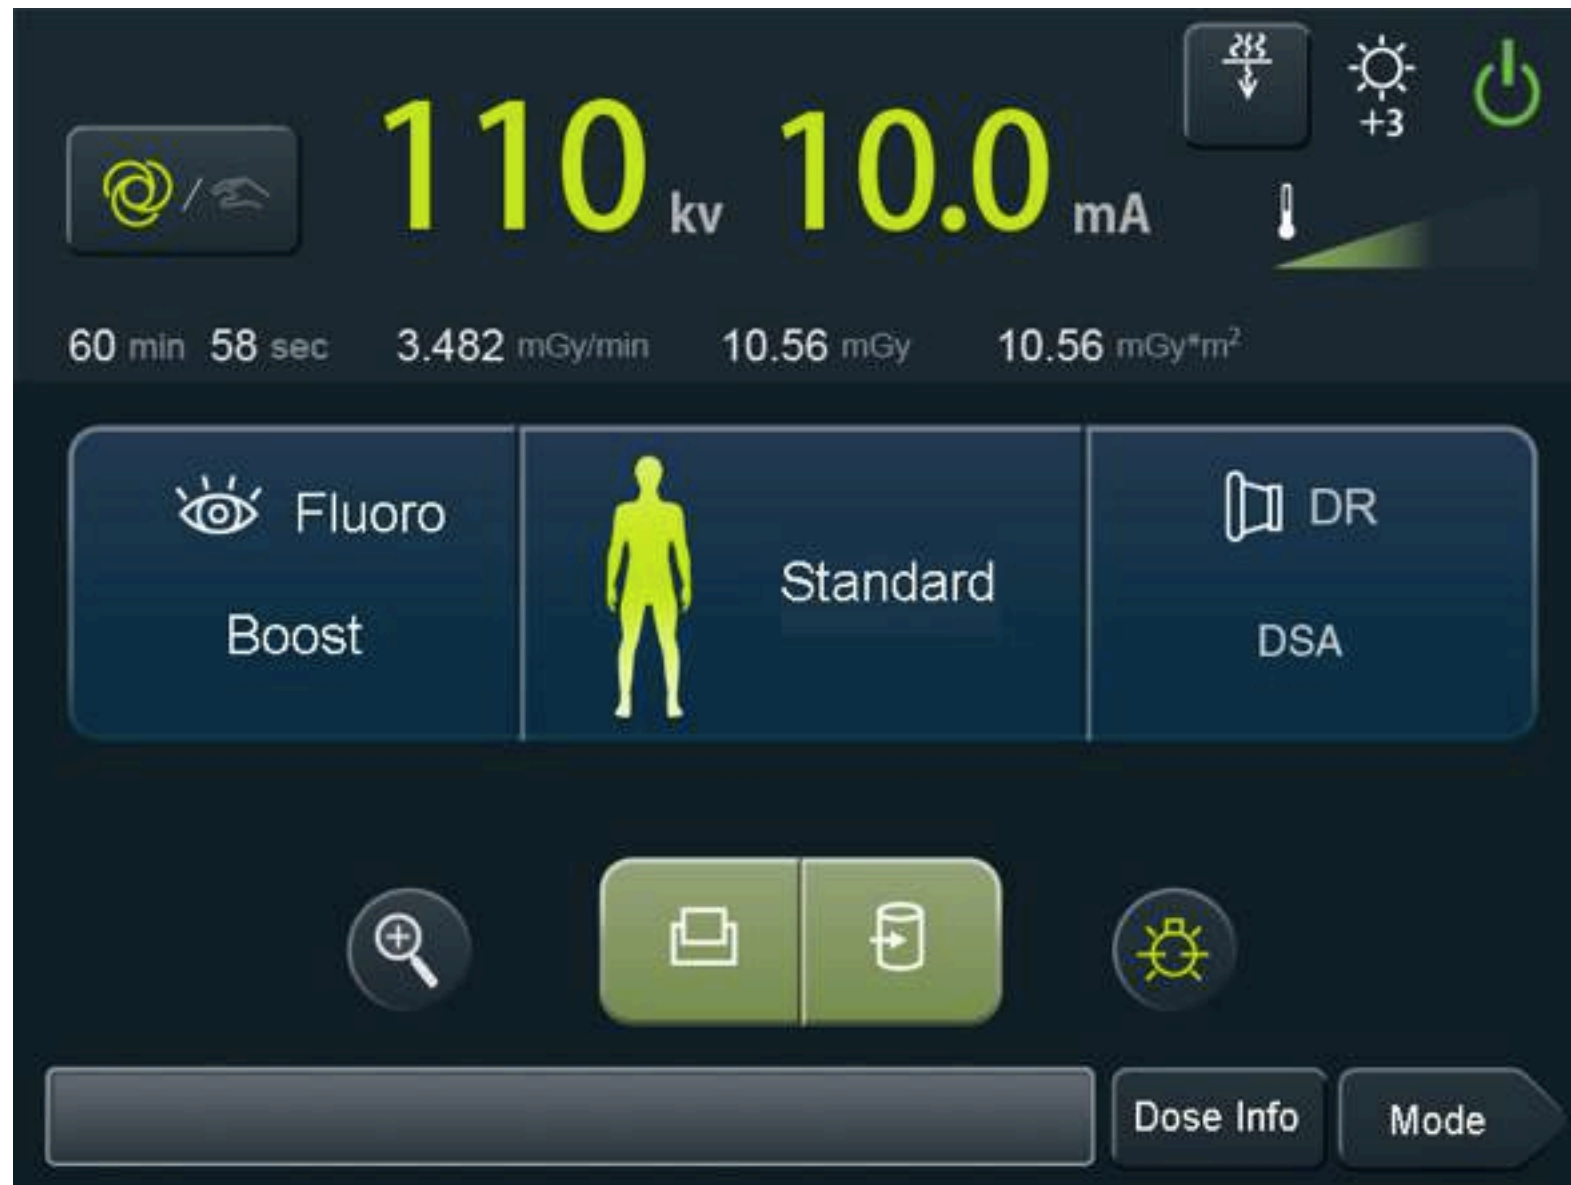 +3
110 kv 10.0 mA
60 min 58 sec 3.482 mGy/min 10.56 mGy 10.56 mGy*m²
Fluoro
Boost
Standard
DR
DSA
Dose Info
Mode